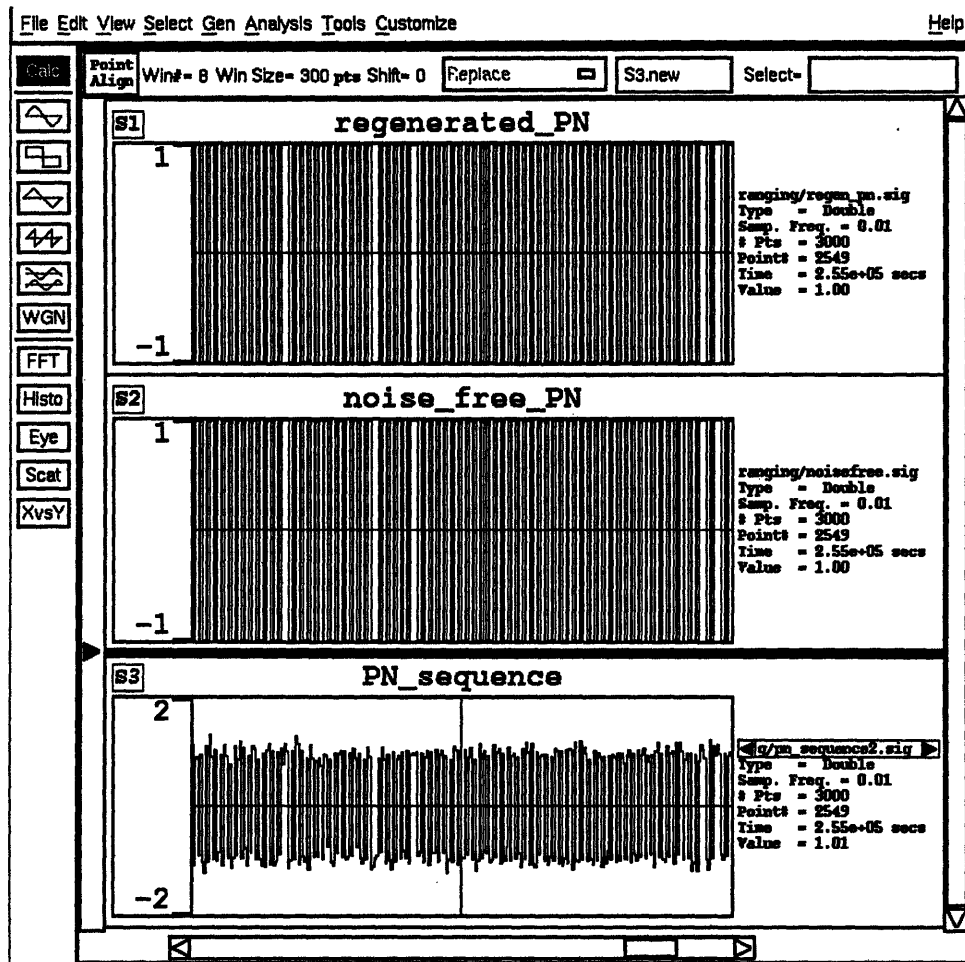 File Edit View Select Gen Analysis Tools Customize Help
Calc
Point Align Win#= 8 Win Size= 300 pts Shift= 0 Replace S3.new Select=
WGN
FFT
Histo
Eye
Scat
XvsY
S1 regenerated_PN
1
-1
ranging/regen_pn.sig
Type = Double
Samp. Freq. = 0.01
# Pts = 3000
Point# = 2549
Time = 2.55e+05 secs
Value = 1.00
S2 noise_free_PN
1
-1
ranging/noisefree.sig
Type = Double
Samp. Freq. = 0.01
# Pts = 3000
Point# = 2549
Time = 2.55e+05 secs
Value = 1.00
S3 PN_sequence
2
-2
g/pn_sequence2.sig
Type = Double
Samp. Freq. = 0.01
# Pts = 3000
Point# = 2549
Time = 2.55e+05 secs
Value = 1.01